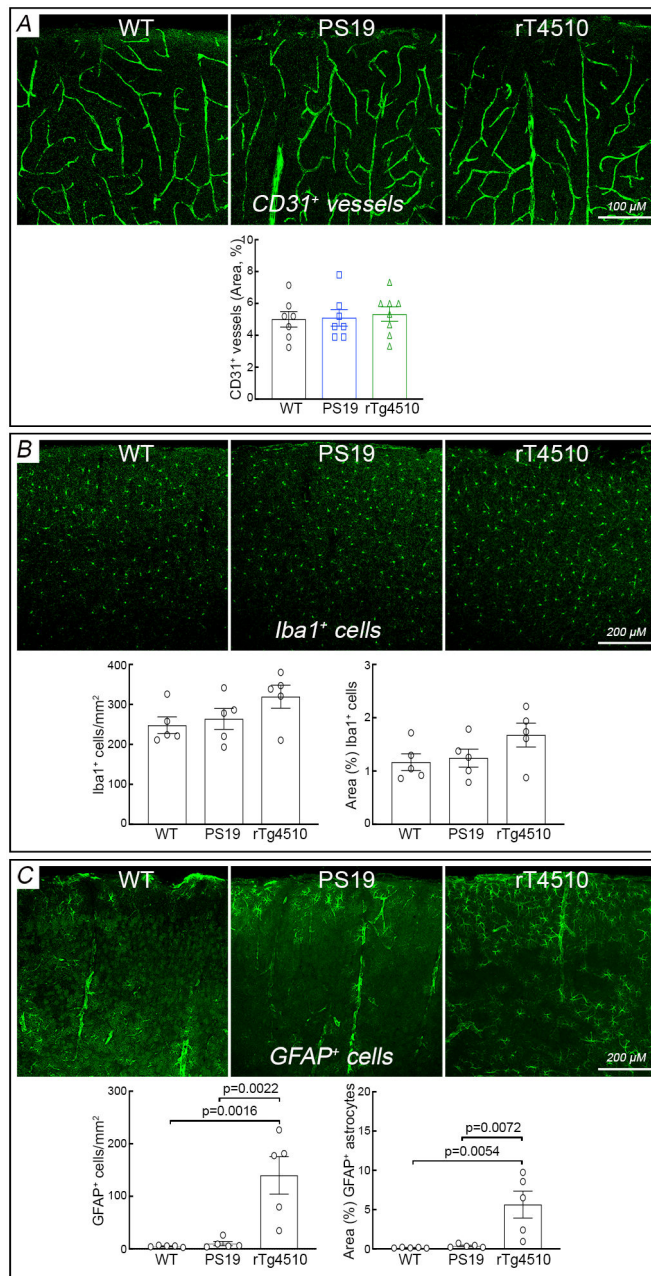 A
WT
PS19
rT4510
CD31⁺ vessels
100 µM
CD31⁺ vessels (Area, %)
10
8
6
4
2
0
WT
PS19
rTg4510
B
WT
PS19
rT4510
Iba1⁺ cells
200 µM
Iba1⁺ cells/mm²
400
300
200
100
0
WT
PS19
rTg4510
Area (%) Iba1⁺ cells
3
2
1
0
WT
PS19
rTg4510
C
WT
PS19
rT4510
GFAP⁺ cells
200 µM
GFAP⁺ cells/mm²
300
200
100
0
p=0.0022
p=0.0016
WT
PS19
rTg4510
Area (%) GFAP⁺ astrocytes
20
15
10
5
0
p=0.0072
p=0.0054
WT
PS19
rTg4510